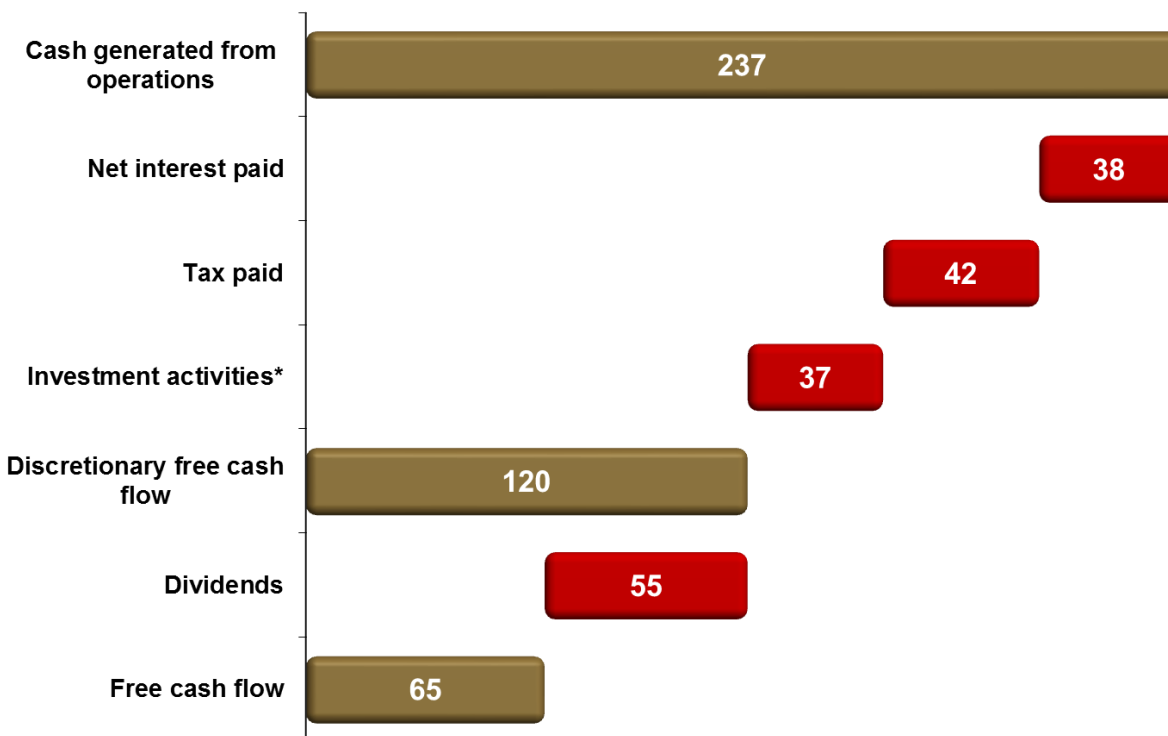 Cash generated from
operations
237
Net interest paid
38
Tax paid
42
Investment activities*
37
Discretionary free cash
flow
120
Dividends
55
Free cash flow
65